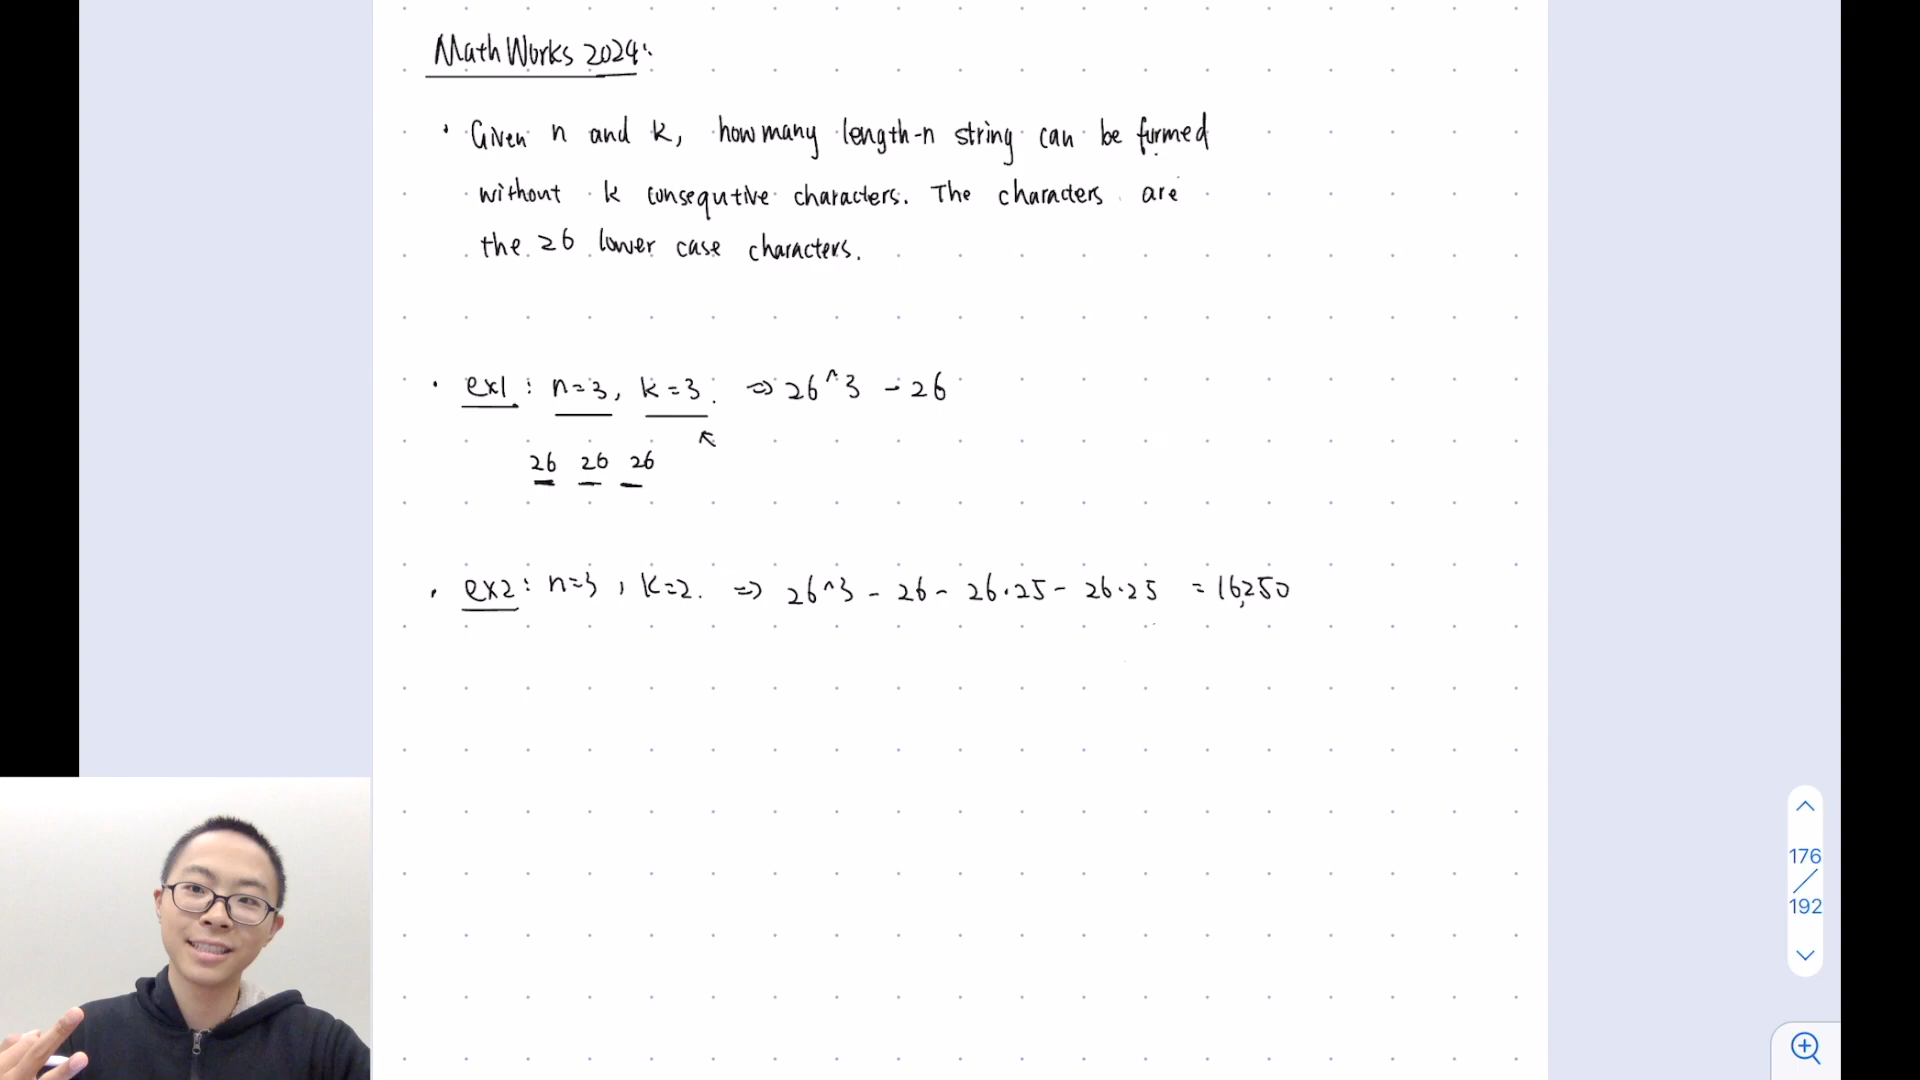 MathWorks 2024:
• Given n and k, how many length-n string can be formed
without k consequtive characters. The characters are
the 26 lower case characters.
• ex1: n=3, k=3. => 26^3 - 26
26 26 26
• ex2: n=3, k=2. => 26^3 - 26 - 26·25 - 26·25 = 16,250
176
192